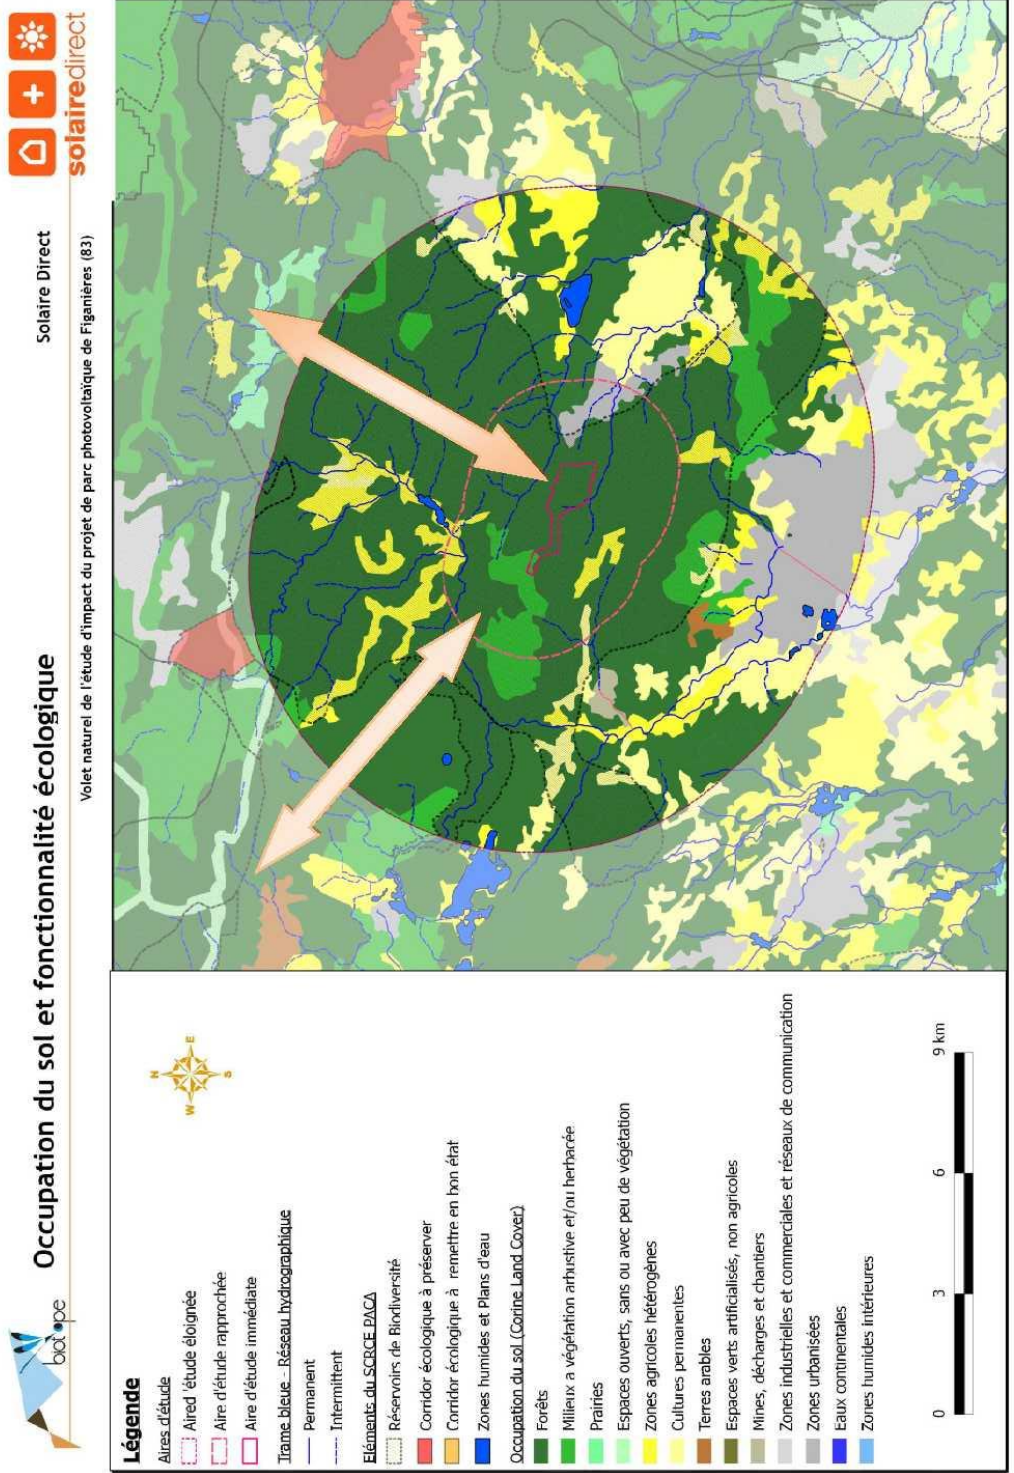 biotope
Occupation du sol et fonctionnalité écologique
Solaire Direct
solairedirect
Volet naturel de l'étude d'impact du projet de parc photovoltaïque de Figanières (83)
Légende
Aires d'étude
Aired 'étude éloignée
Aire d'étude rapprochée
Aire d'étude immédiate
Trame bleue - Réseau hydrographique
Permanent
Intermittent
Eléments du SCRCE PACA
Réservoirs de Biodiversité
Corridor écologique à préserver
Corridor écologique à remettre en bon état
Zones humides et Plans d'eau
Occupation du sol (Corine Land Cover)
Forêts
Milieux a végétation arbustive et/ou herbacée
Prairies
Espaces ouverts, sans ou avec peu de végétation
Zones agricoles hétérogènes
Cultures permanentes
Terres arables
Espaces verts artificialisés, non agricoles
Mines, décharges et chantiers
Zones industrielles et commerciales et réseaux de communication
Zones urbanisées
Eaux continentales
Zones humides intérieures
N
W E
S
0 3 6 9 km